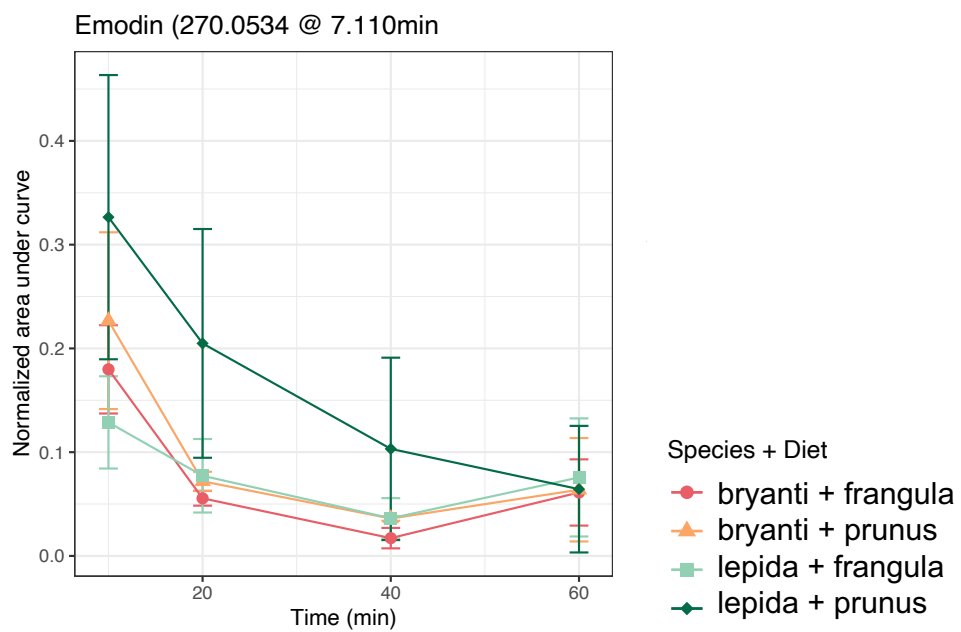 Emodin (270.0534 @ 7.110min
Normalized area under curve
0.4
0.3
0.2
0.1
0.0
20
40
60
Time (min)
Species + Diet
bryanti + frangula
bryanti + prunus
lepida + frangula
lepida + prunus